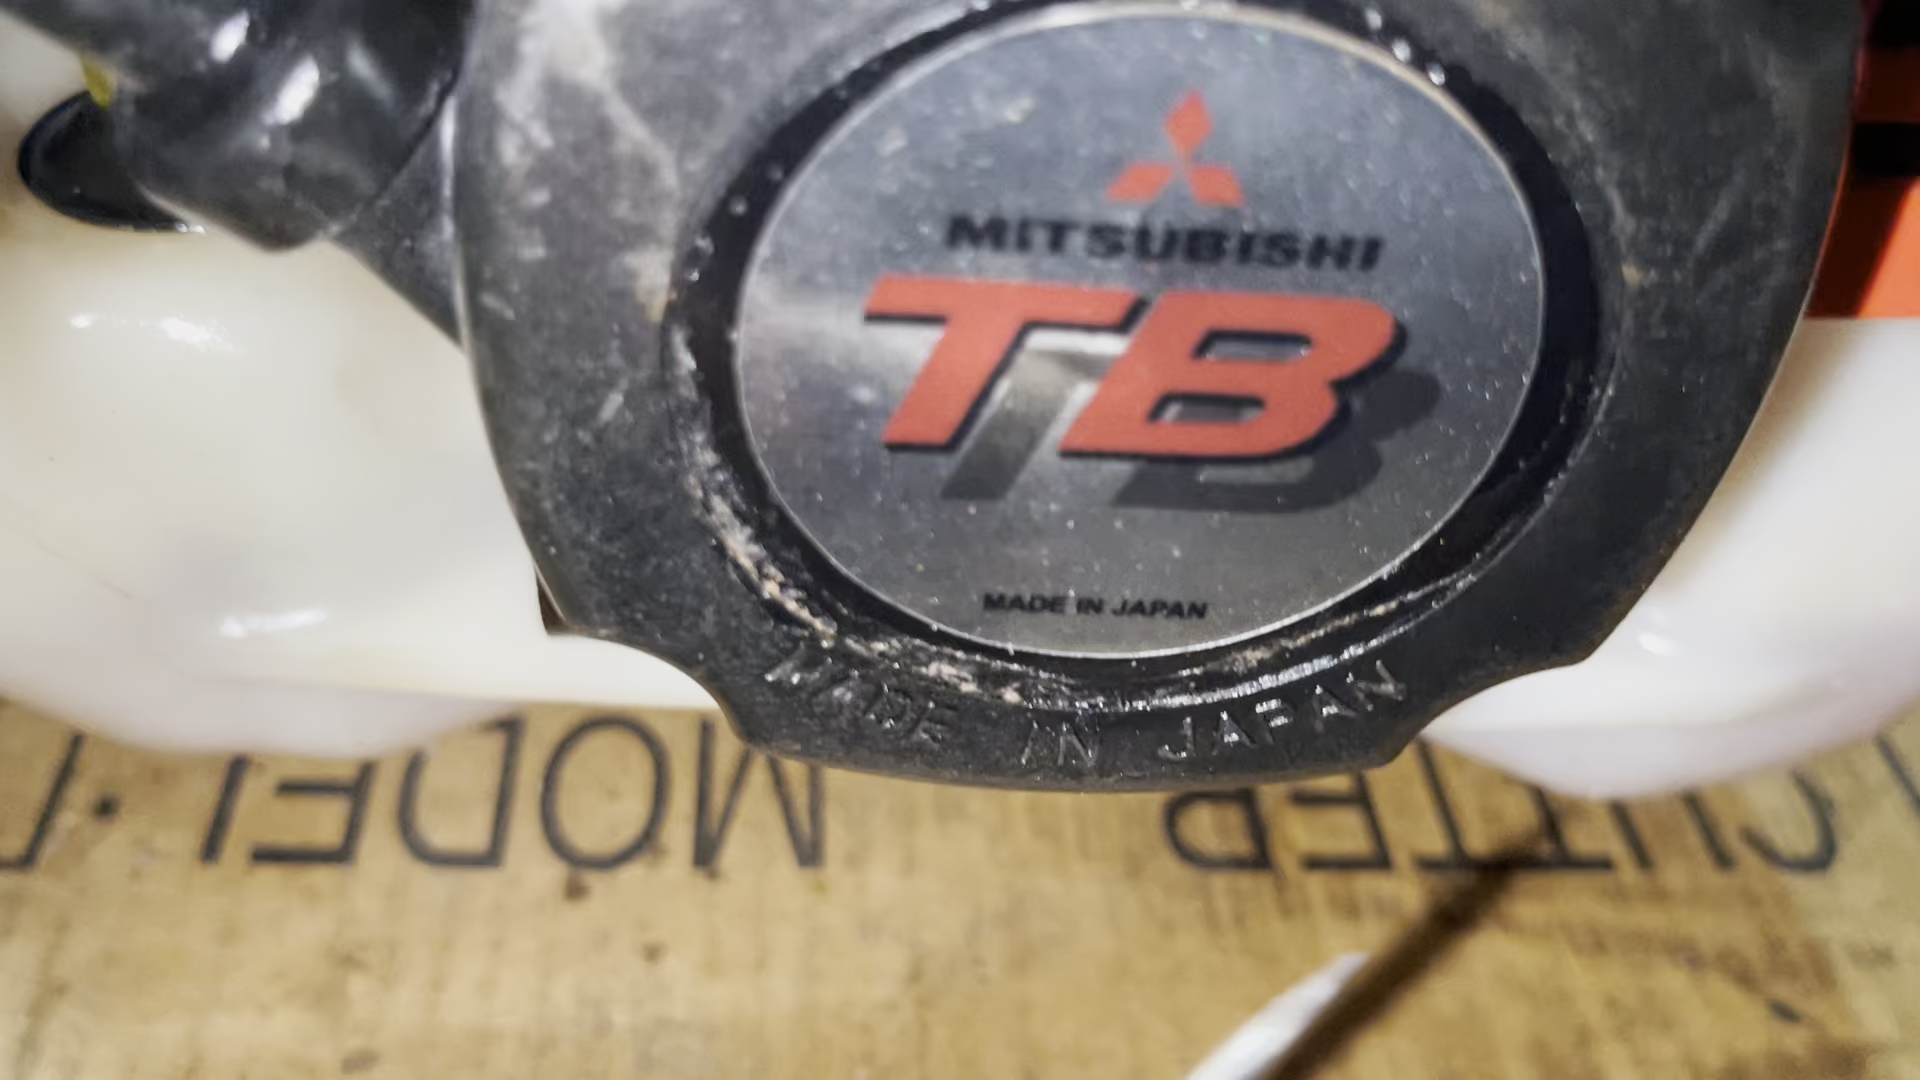 MITSUBISHI
TB
MADE IN JAPAN
MADE IN JAPAN
CUTTER MODEL